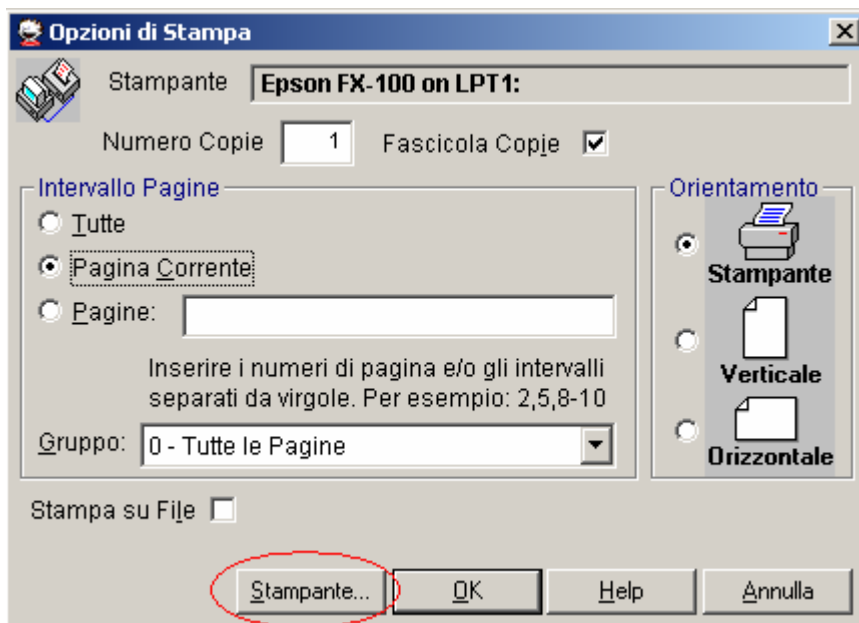 Opzioni di Stampa
Stampante Epson FX-100 on LPT1:
Numero Copie 1 Fascicola Copie
Intervallo Pagine
Tutte
Pagina Corrente
Pagine:
Inserire i numeri di pagina e/o gli intervalli
separati da virgole. Per esempio: 2,5,8-10
Gruppo: 0 - Tutte le Pagine
Orientamento
Stampante
Verticale
Orizzontale
Stampa su File
Stampante... OK Help Annulla